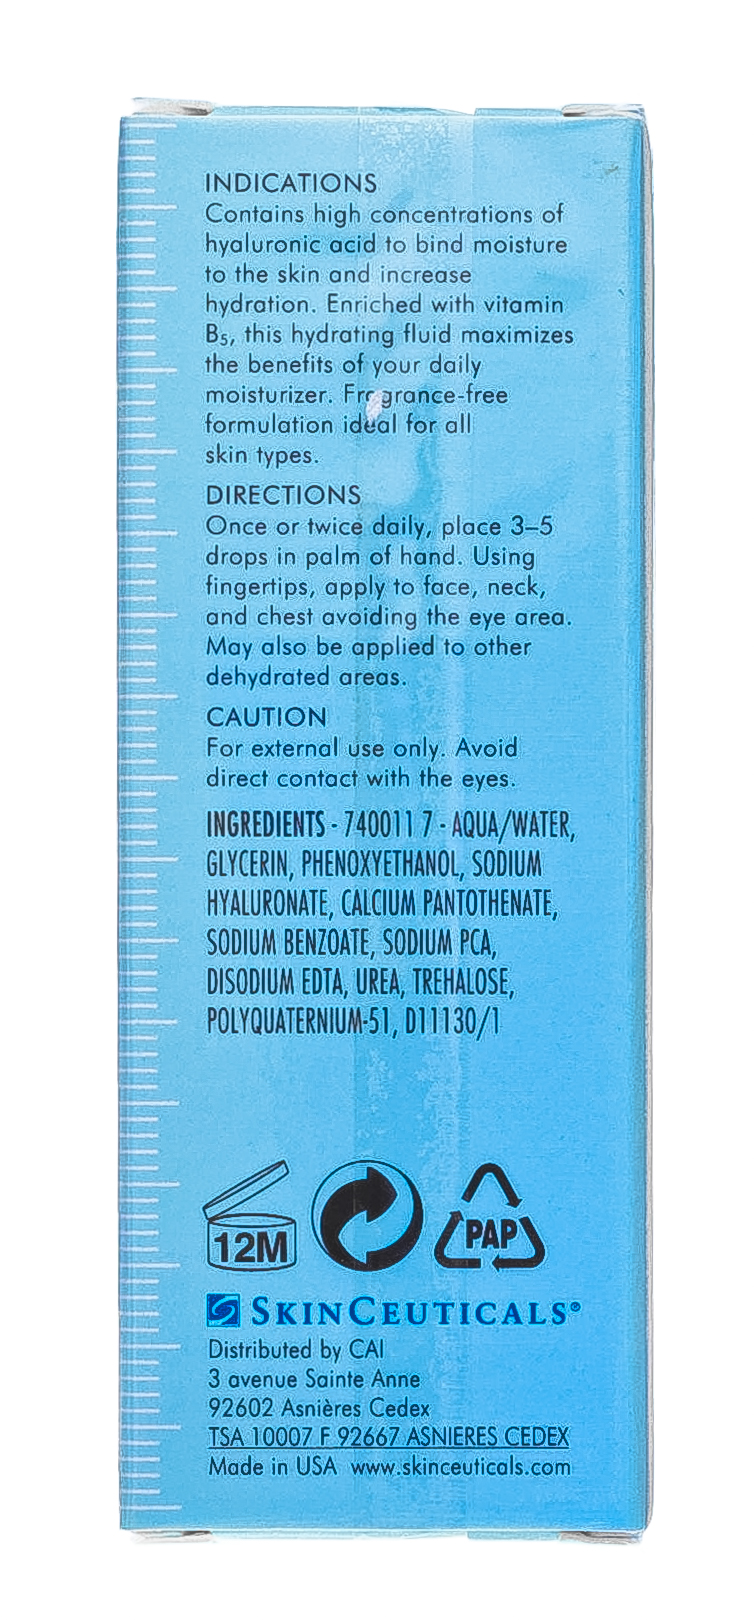 INDICATIONS
Contains high concentrations of
hyaluronic acid to bind moisture
to the skin and increase
hydration. Enriched with vitamin
B₅, this hydrating fluid maximizes
the benefits of your daily
moisturizer. Fragrance-free
formulation ideal for all
skin types.
DIRECTIONS
Once or twice daily, place 3–5
drops in palm of hand. Using
fingertips, apply to face, neck,
and chest avoiding the eye area.
May also be applied to other
dehydrated areas.
CAUTION
For external use only. Avoid
direct contact with the eyes.
INGREDIENTS - 740011 7 - AQUA/WATER,
GLYCERIN, PHENOXYETHANOL, SODIUM
HYALURONATE, CALCIUM PANTOTHENATE,
SODIUM BENZOATE, SODIUM PCA,
DISODIUM EDTA, UREA, TREHALOSE,
POLYQUATERNIUM-51, D11130/1
12M PAP
SKINCEUTICALS®
Distributed by CAI
3 avenue Sainte Anne
92602 Asnières Cedex
TSA 10007 F 92667 ASNIERES CEDEX
Made in USA www.skinceuticals.com